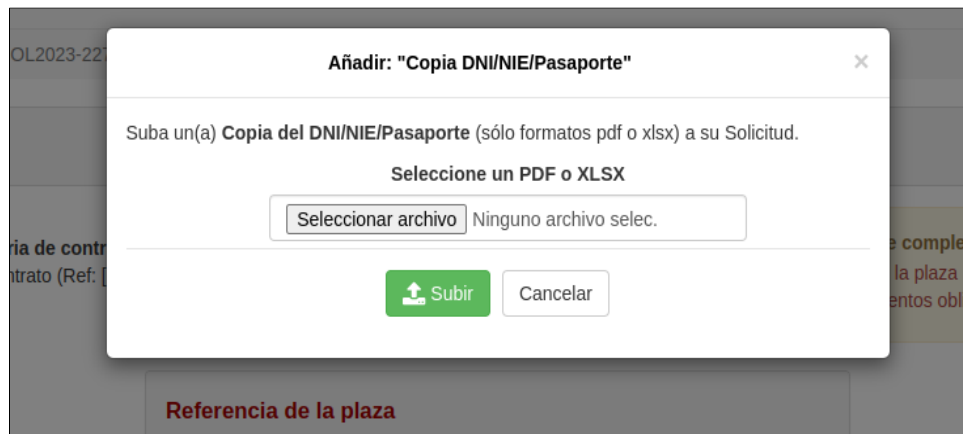 OL2023-227
Añadir: "Copia DNI/NIE/Pasaporte"
×
Suba un(a) Copia del DNI/NIE/Pasaporte (sólo formatos pdf o xlsx) a su Solicitud.
Seleccione un PDF o XLSX
Seleccionar archivo Ninguno archivo selec.
Subir Cancelar
ria de contr
ntrato (Ref: [
e comple
la plaza
entos obl
Referencia de la plaza